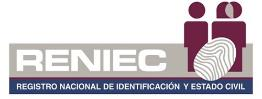 RENIEC
REGISTRO NACIONAL DE IDENTIFICACIÓN Y ESTADO CIVIL